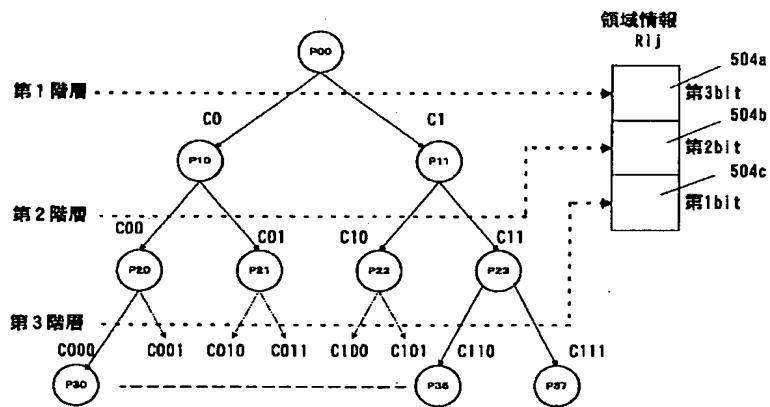 領域情報
Rij
P00
504a
第1階層
第3bit
C0
C1
504b
第2bit
P10
P11
504c
第1bit
第2階層
C00
C01
C10
C11
P20
P21
P22
P23
第3階層
C000
C001
C010
C011
C100
C101
C110
C111
P30
P36
P37